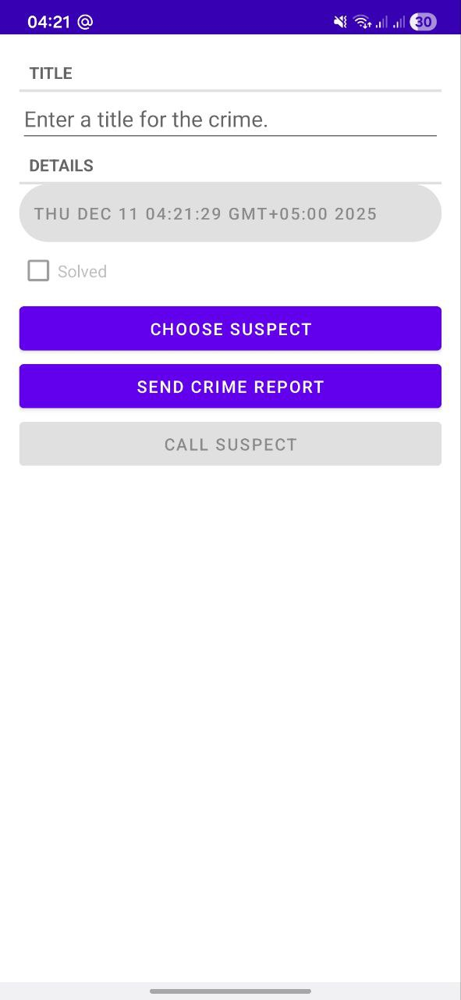 04:21 @ 30
TITLE
Enter a title for the crime.
DETAILS
THU DEC 11 04:21:29 GMT+05:00 2025
Solved
CHOOSE SUSPECT
SEND CRIME REPORT
CALL SUSPECT